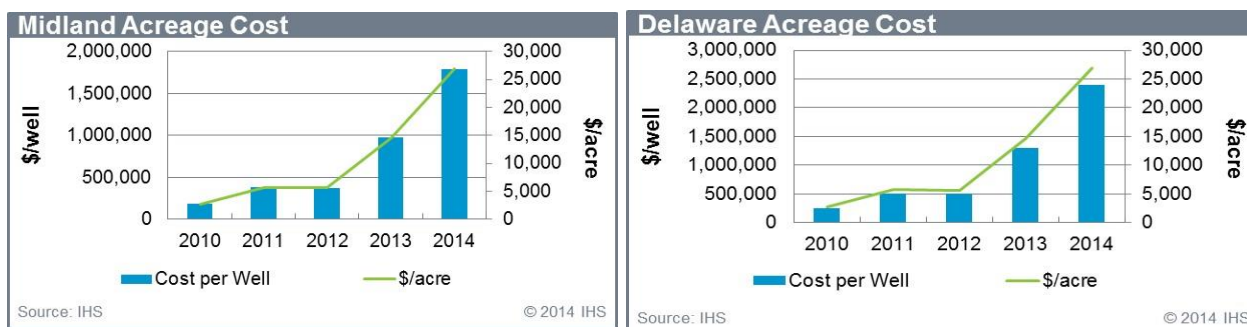 Midland Acreage Cost
$/well
2,000,000
1,500,000
1,000,000
500,000
0
30,000
25,000
20,000
15,000
10,000
5,000
0
$/acre
2010 2011 2012 2013 2014
Cost per Well $/acre
Source: IHS © 2014 IHS
Delaware Acreage Cost
$/well
3,000,000
2,500,000
2,000,000
1,500,000
1,000,000
500,000
0
30,000
25,000
20,000
15,000
10,000
5,000
0
$/acre
2010 2011 2012 2013 2014
Cost per Well $/acre
Source: IHS © 2014 IHS